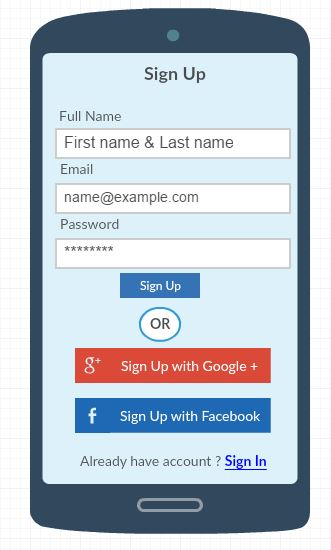 Sign Up
Full Name
First name & Last name
Email
name@example.com
Password
********
Sign Up
OR
g+ Sign Up with Google +
f Sign Up with Facebook
Already have account ? Sign In